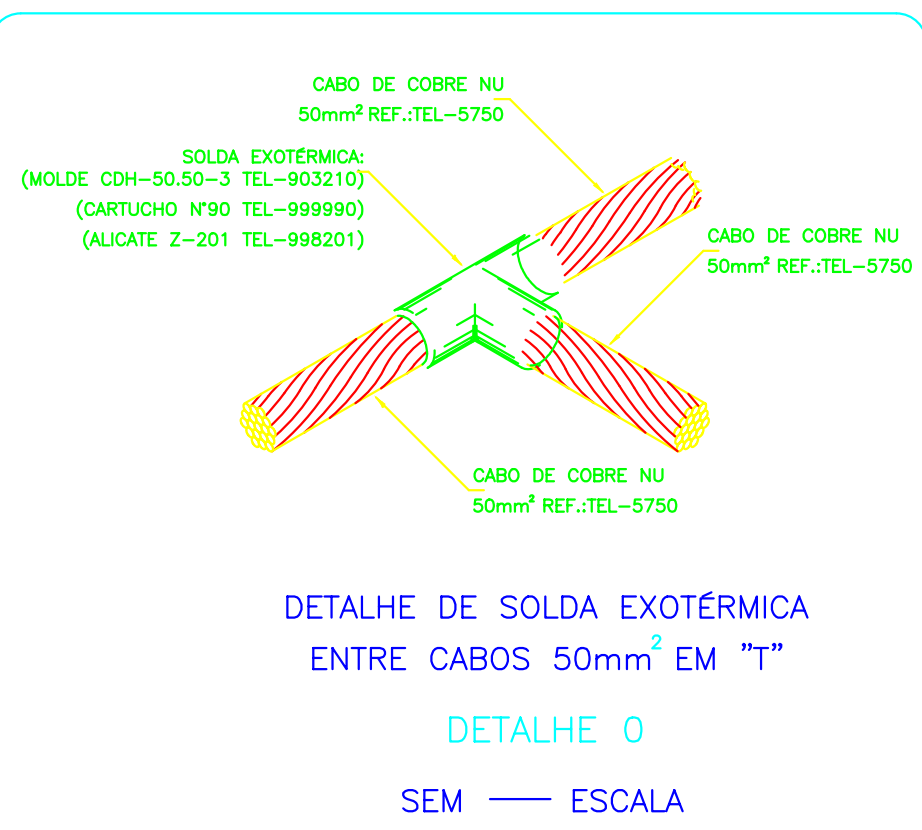 CABO DE COBRE NU
50mm² REF.:TEL-5750
SOLDA EXOTÉRMICA:
(MOLDE CDH-50.50-3 TEL-903210)
(CARTUCHO N°90 TEL-999990)
(ALICATE Z-201 TEL-998201)
CABO DE COBRE NU
50mm² REF.:TEL-5750
CABO DE COBRE NU
50mm² REF.:TEL-5750
DETALHE DE SOLDA EXOTÉRMICA
ENTRE CABOS 50mm² EM "T"
DETALHE O
SEM — ESCALA